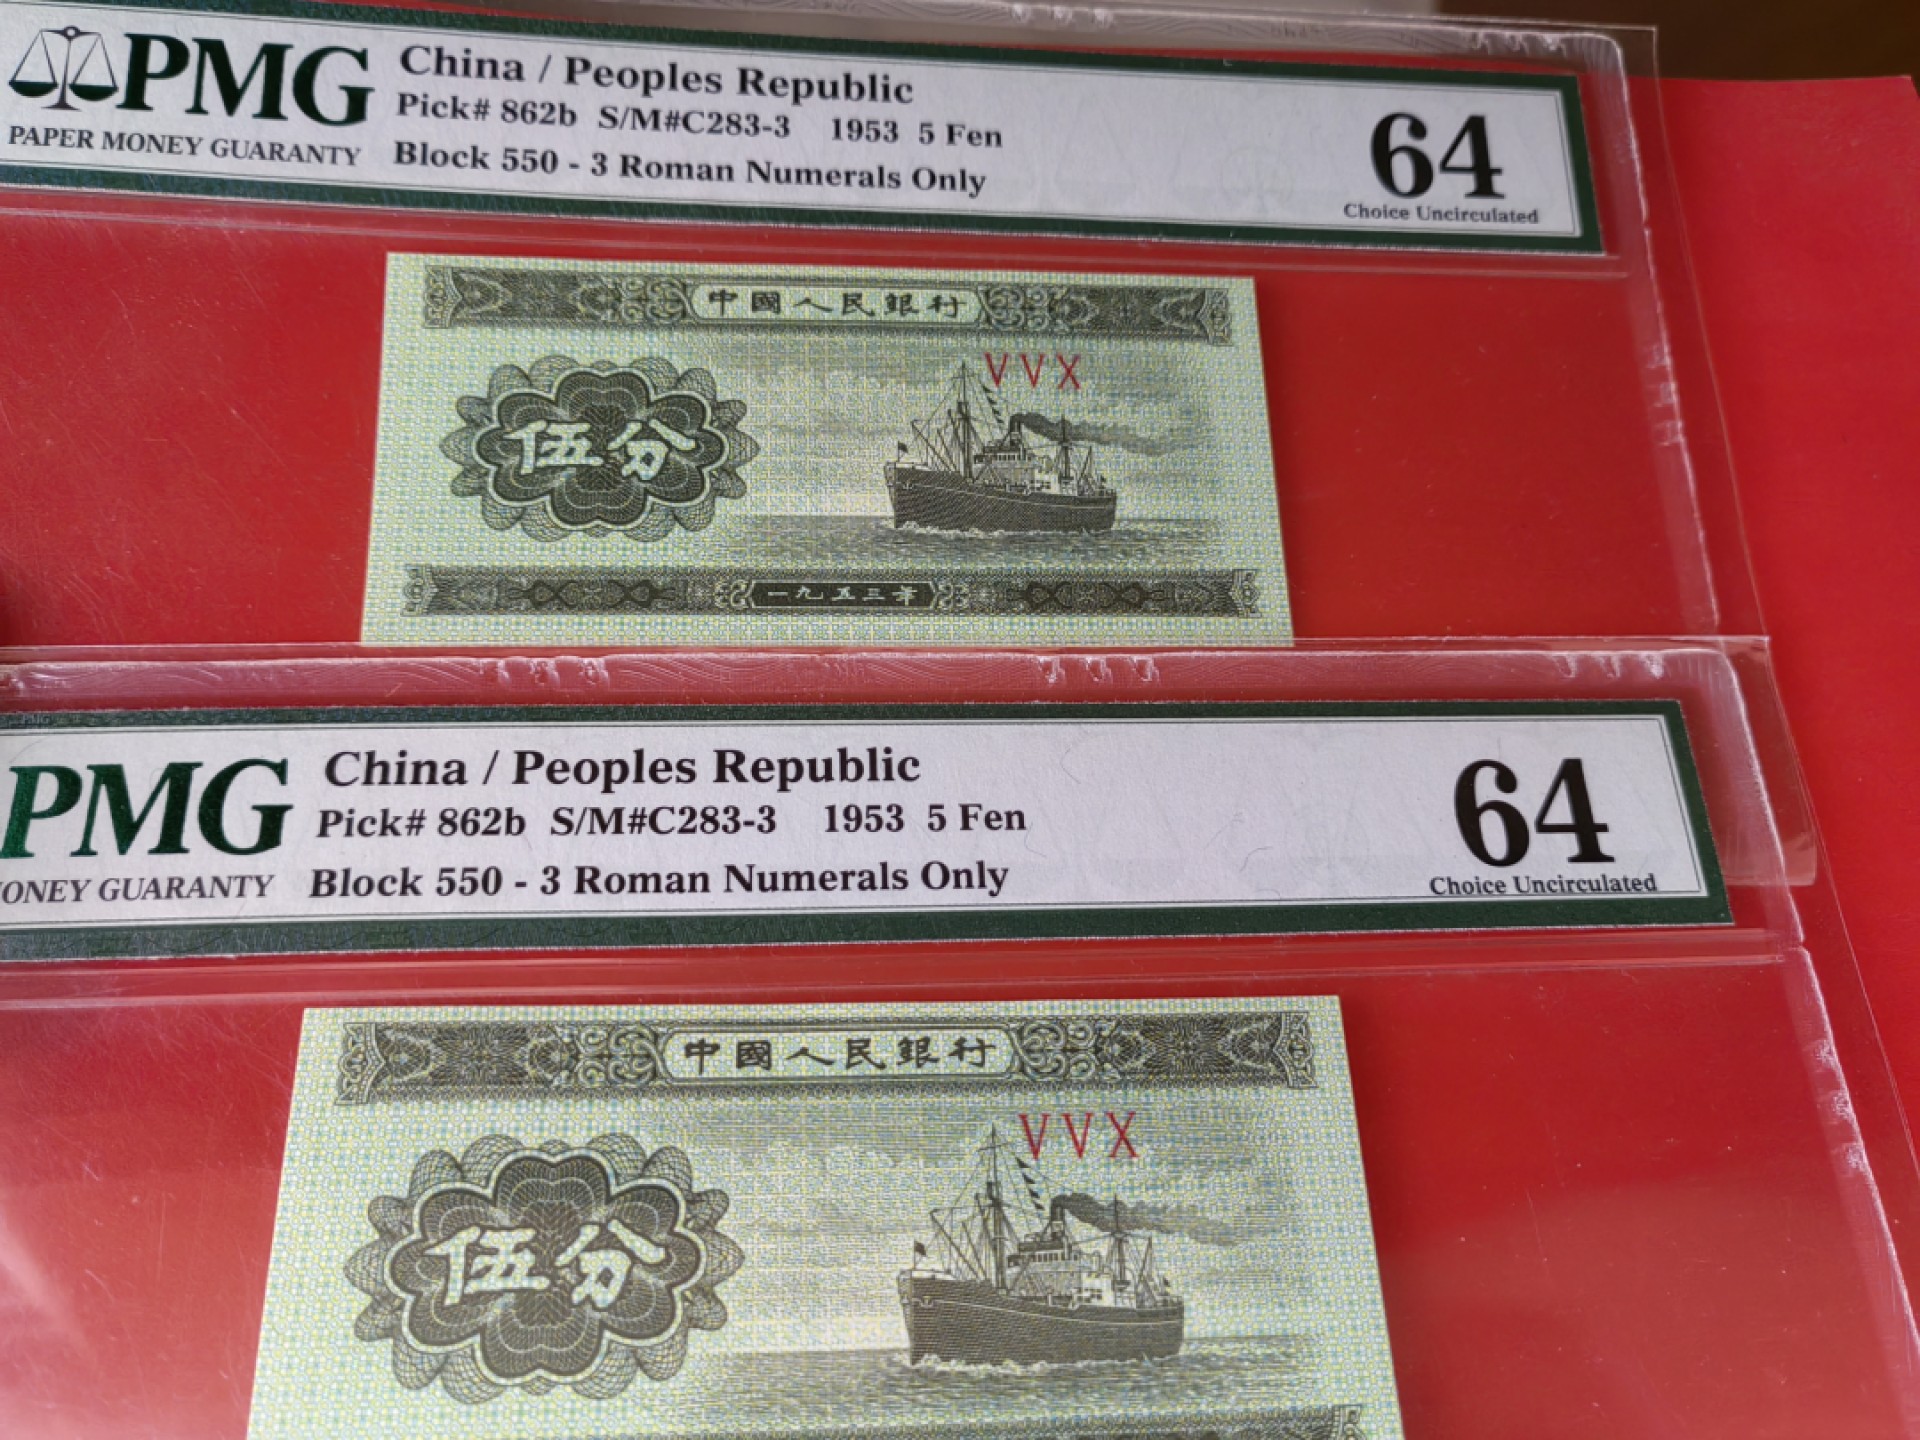 PMG
PAPER MONEY GUARANTY
China / Peoples Republic
Pick# 862b S/M#C283-3 1953 5 Fen
Block 550 - 3 Roman Numerals Only
64
Choice Uncirculated
中國人民銀行
VVX
伍分
一九五三年
PMG
ONEY GUARANTY
China / Peoples Republic
Pick# 862b S/M#C283-3 1953 5 Fen
Block 550 - 3 Roman Numerals Only
64
Choice Uncirculated
中國人民銀行
VVX
伍分